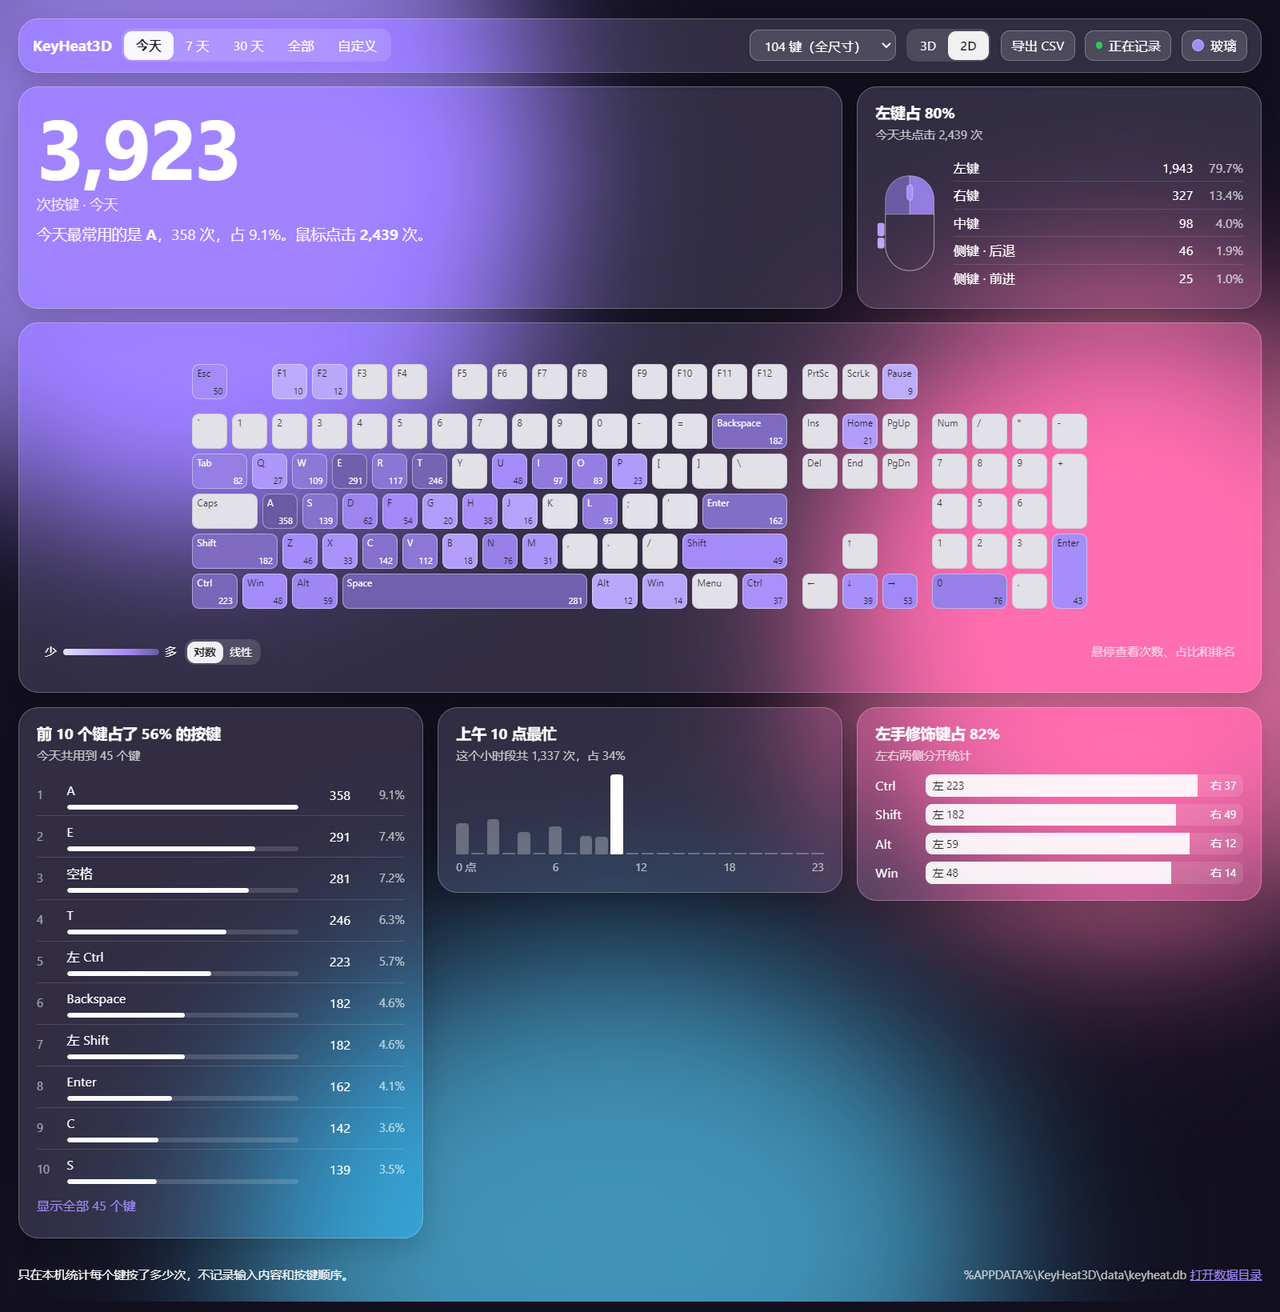 KeyHeat3D 今天 7 天 30 天 全部 自定义 104 键（全尺寸） 3D 2D 导出 CSV 正在记录 玻璃
3,923
次按键 · 今天
今天最常用的是 A，358 次，占 9.1%。鼠标点击 2,439 次。
左键占 80%
今天共点击 2,439 次
左键 1,943 79.7%
右键 327 13.4%
中键 98 4.0%
侧键 · 后退 46 1.9%
侧键 · 前进 25 1.0%
Esc 50 F1 10 F2 12 F3 F4 F5 F6 F7 F8 F9 F10 F11 F12 PrtSc ScrLk Pause 9
` 1 2 3 4 5 6 7 8 9 0 - = Backspace 182 Ins Home 21 PgUp Num / * -
Tab 82 Q 27 W 109 E 291 R 117 T 246 Y U 48 I 97 O 83 P 23 [ ] \ Del End PgDn 7 8 9 +
Caps A 358 S 139 D 62 F 54 G 20 H 38 J 16 K L 93 ; ' Enter 162 4 5 6
Shift 182 Z 46 X 33 C 142 V 112 B 18 N 76 M 31 , . / Shift 49 ↑ 1 2 3 Enter 43
Ctrl 223 Win 48 Alt 59 Space 281 Alt 12 Win 14 Menu Ctrl 37 ← ↓ 39 → 53 0 76 .
少 多 对数 线性 悬停查看次数、占比和排名
前 10 个键占了 56% 的按键
今天共用到 45 个键
1 A 358 9.1%
2 E 291 7.4%
3 空格 281 7.2%
4 T 246 6.3%
5 左 Ctrl 223 5.7%
6 Backspace 182 4.6%
7 左 Shift 182 4.6%
8 Enter 162 4.1%
9 C 142 3.6%
10 S 139 3.5%
显示全部 45 个键
上午 10 点最忙
这个小时段共 1,337 次，占 34%
0 点 6 12 18 23
左手修饰键占 82%
左右两侧分开统计
Ctrl 左 223 右 37
Shift 左 182 右 49
Alt 左 59 右 12
Win 左 48 右 14
只在本机统计每个键按了多少次，不记录输入内容和按键顺序。
%APPDATA%\KeyHeat3D\data\keyheat.db 打开数据目录